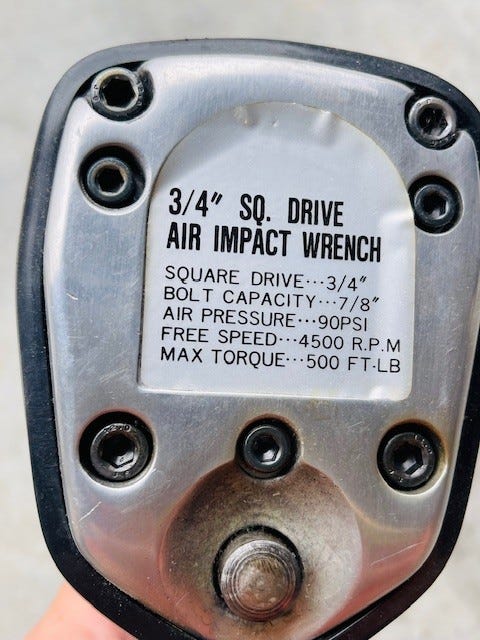 3/4" SQ. DRIVE
AIR IMPACT WRENCH
SQUARE DRIVE···3/4"
BOLT CAPACITY···7/8"
AIR PRESSURE···90PSI
FREE SPEED···4500 R.P.M
MAX TORQUE···500 FT-LB